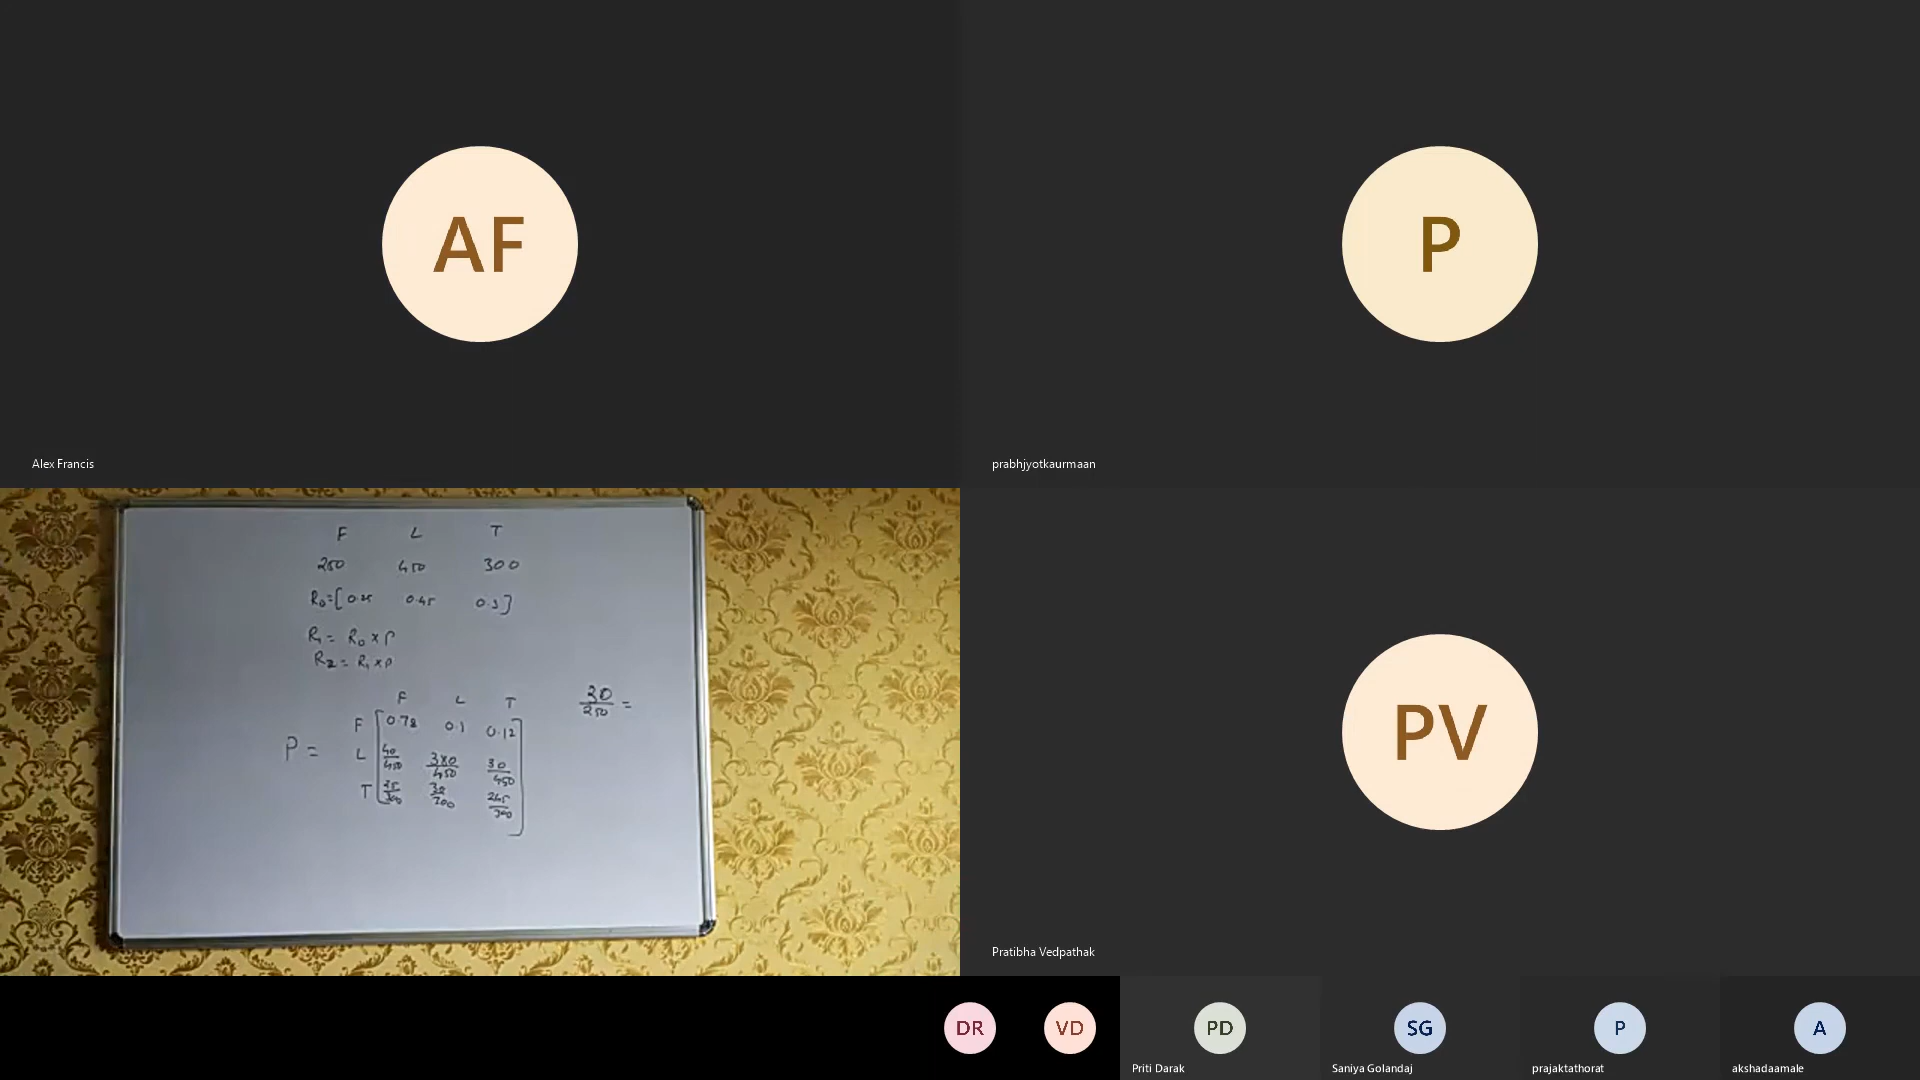 AF
Alex Francis
P
prabhjyotkaurmaan
F L T
250 450 300
R₀=[0.25 0.45 0.3]
R₁= R₀ x P
R₂ = R₁ x P
F L T
P =
F 0.78 0.1 0.12
L 40/450 380/450 30/450
T 25/300 30/300 245/300
30/250 =
PV
Pratibha Vedpathak
DR
VD
PD
Priti Darak
SG
Saniya Golandaj
P
prajaktathorat
A
akshadaamale